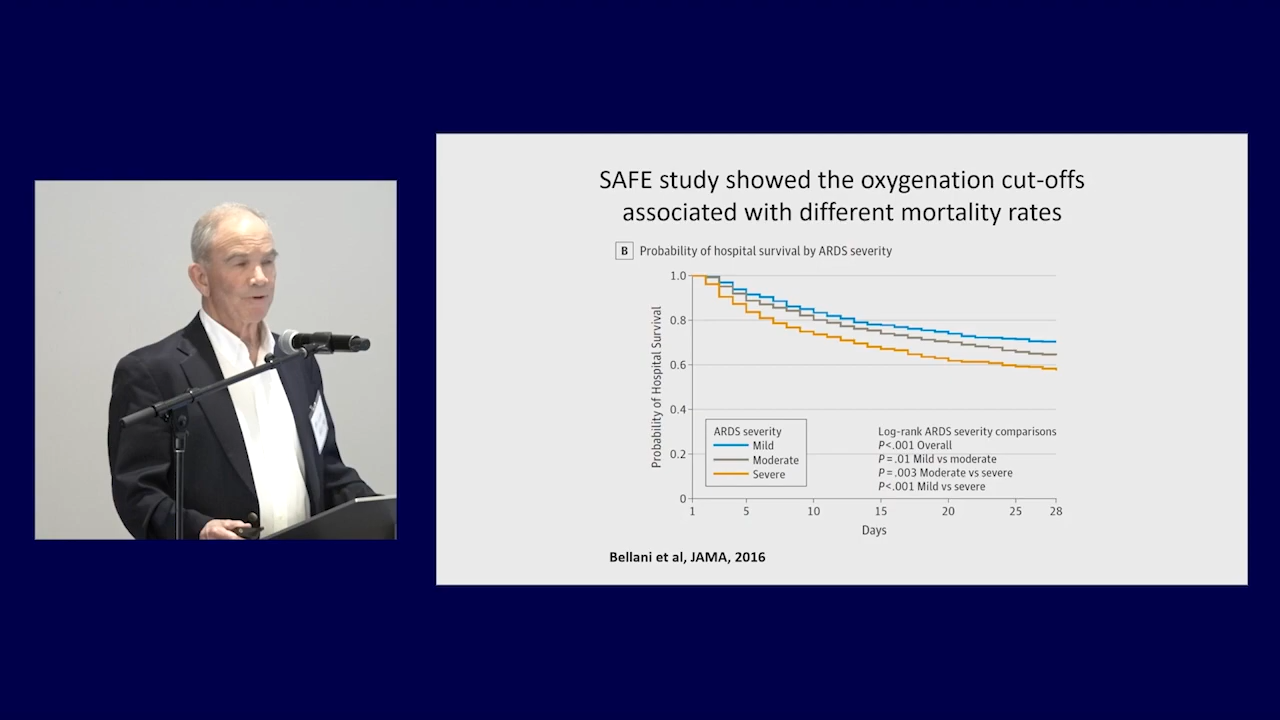 SAFE study showed the oxygenation cut-offs
associated with different mortality rates
B Probability of hospital survival by ARDS severity
1.0
0.8
0.6
0.4
0.2
0
Probability of Hospital Survival
ARDS severity
Mild
Moderate
Severe
Log-rank ARDS severity comparisons
P<.001 Overall
P=.01 Mild vs moderate
P=.003 Moderate vs severe
P<.001 Mild vs severe
1 5 10 15 20 25 28
Days
Bellani et al, JAMA, 2016